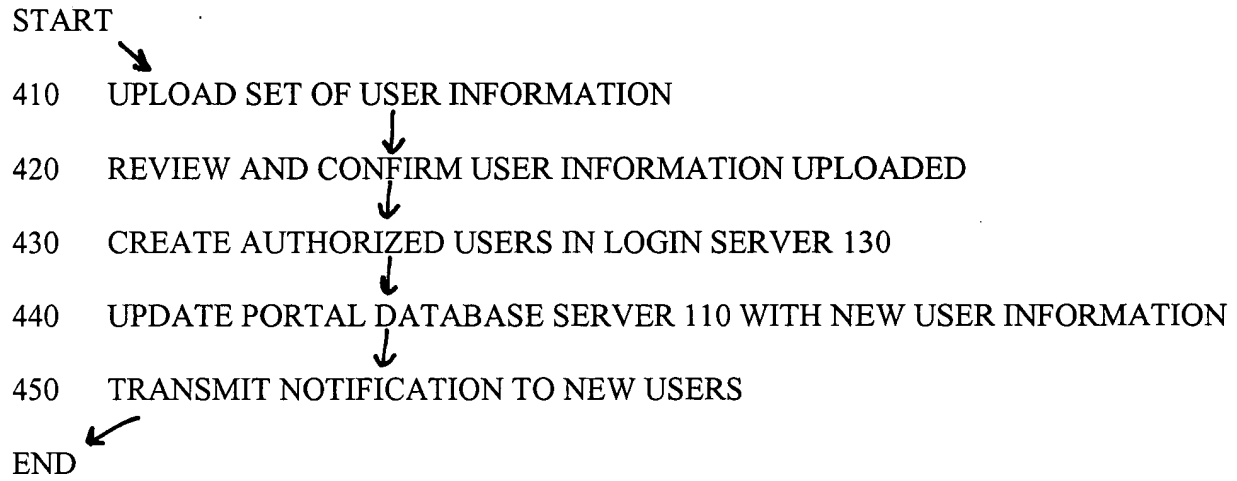 START
410 UPLOAD SET OF USER INFORMATION
420 REVIEW AND CONFIRM USER INFORMATION UPLOADED
430 CREATE AUTHORIZED USERS IN LOGIN SERVER 130
440 UPDATE PORTAL DATABASE SERVER 110 WITH NEW USER INFORMATION
450 TRANSMIT NOTIFICATION TO NEW USERS
END